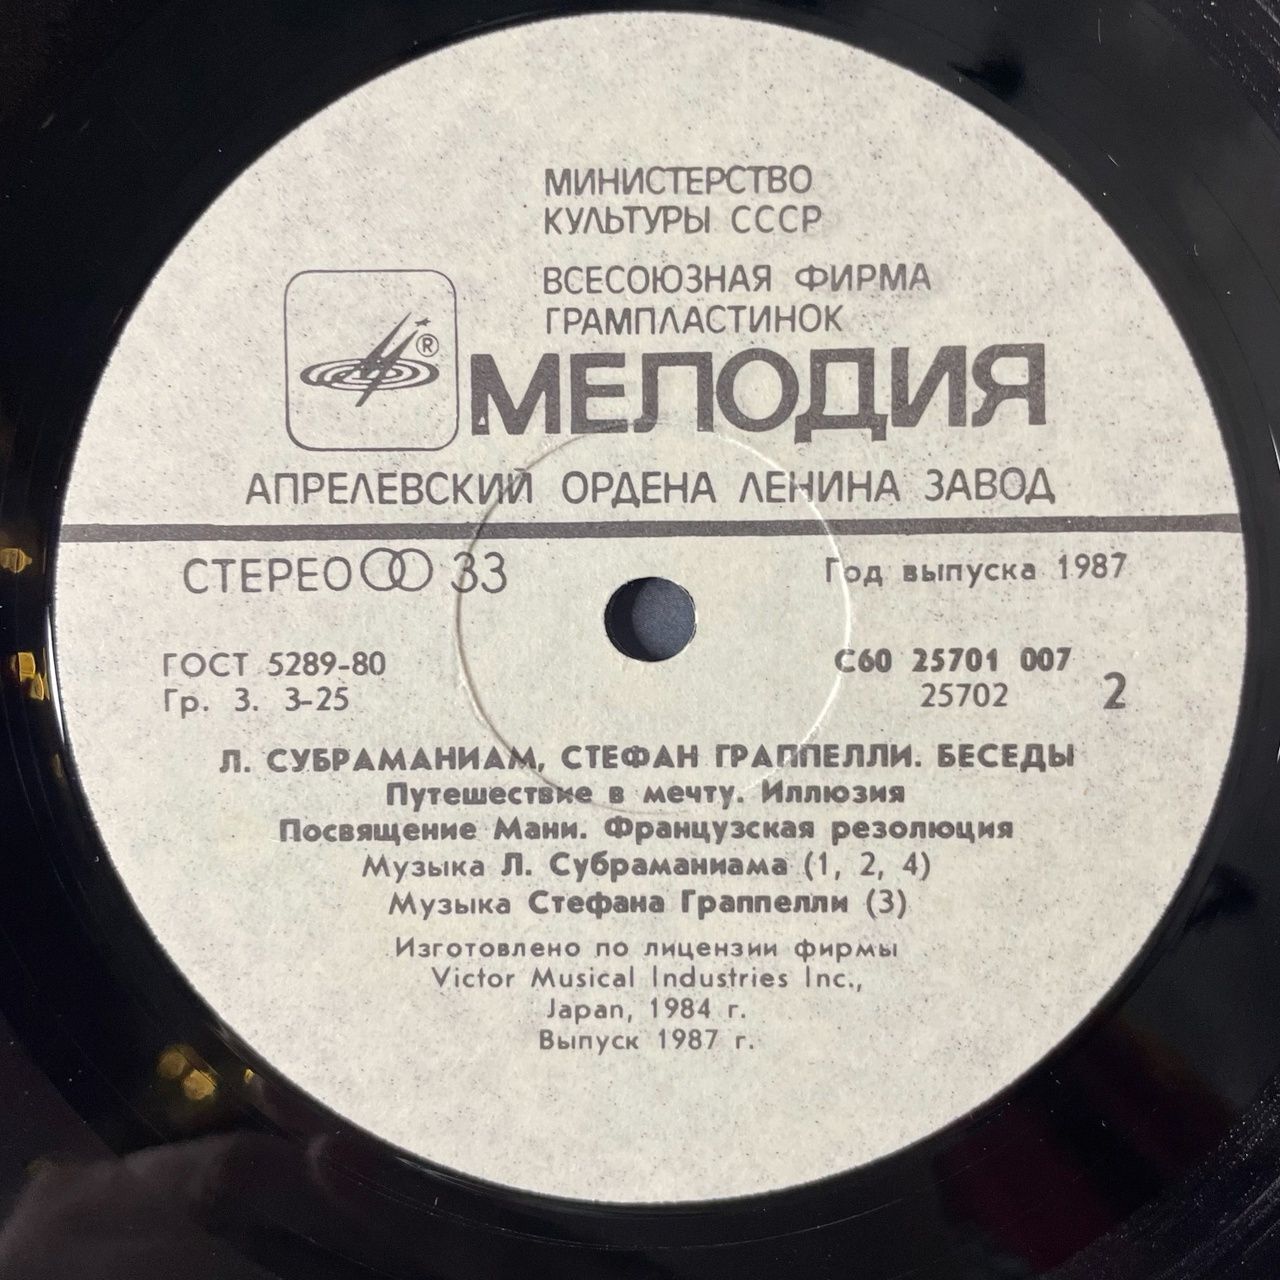 МИНИСТЕРСТВО
КУЛЬТУРЫ СССР
ВСЕСОЮЗНАЯ ФИРМА
ГРАМПЛАСТИНОК
®
МЕЛОДИЯ
АПРЕЛЕВСКИЙ ОРДЕНА ЛЕНИНА ЗАВОД
СТЕРЕО 33
Год выпуска 1987
ГОСТ 5289-80
Гр. 3. 3-25
С60 25701 007
25702
2
Л. СУБРАМАНИАМ, СТЕФАН ГРАППЕЛЛИ. БЕСЕДЫ
Путешествие в мечту. Иллюзия
Посвящение Мани. Французская резолюция
Музыка Л. Субраманиама (1, 2, 4)
Музыка Стефана Граппелли (3)
Изготовлено по лицензии фирмы
Victor Musical Industries Inc.,
Japan, 1984 г.
Выпуск 1987 г.